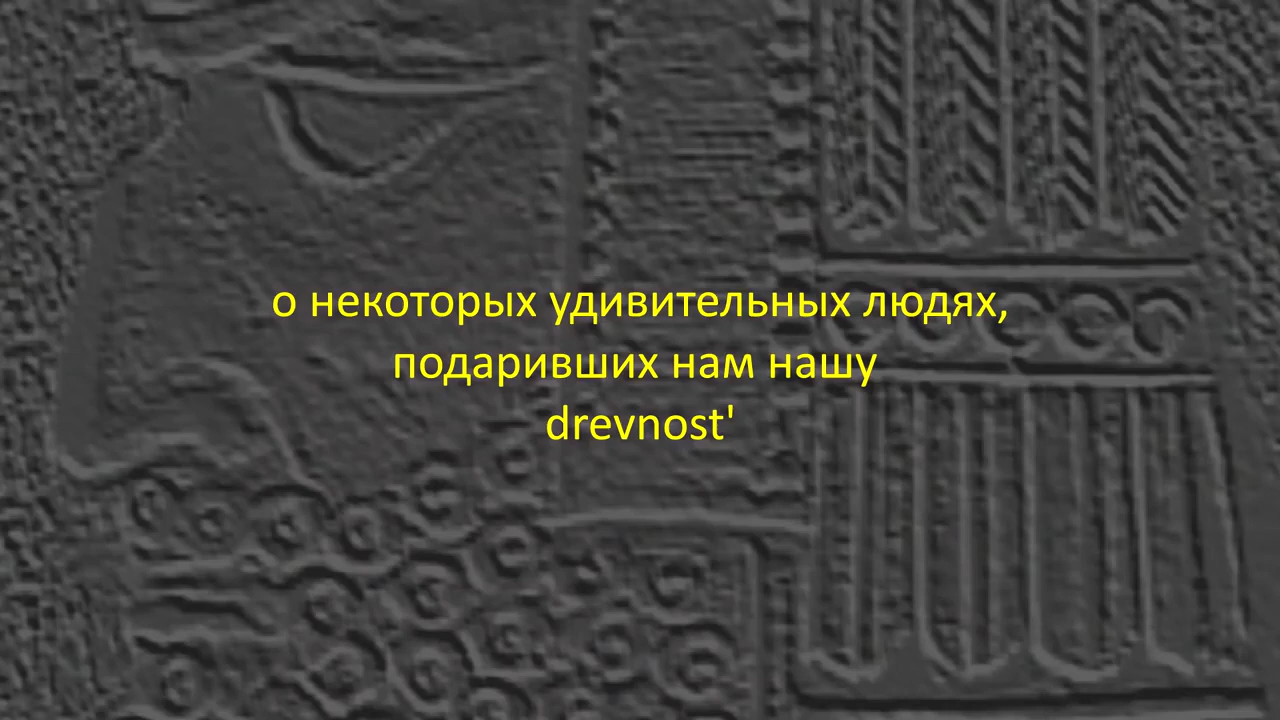 о некоторых удивительных людях,
подаривших нам нашу
drevnost'